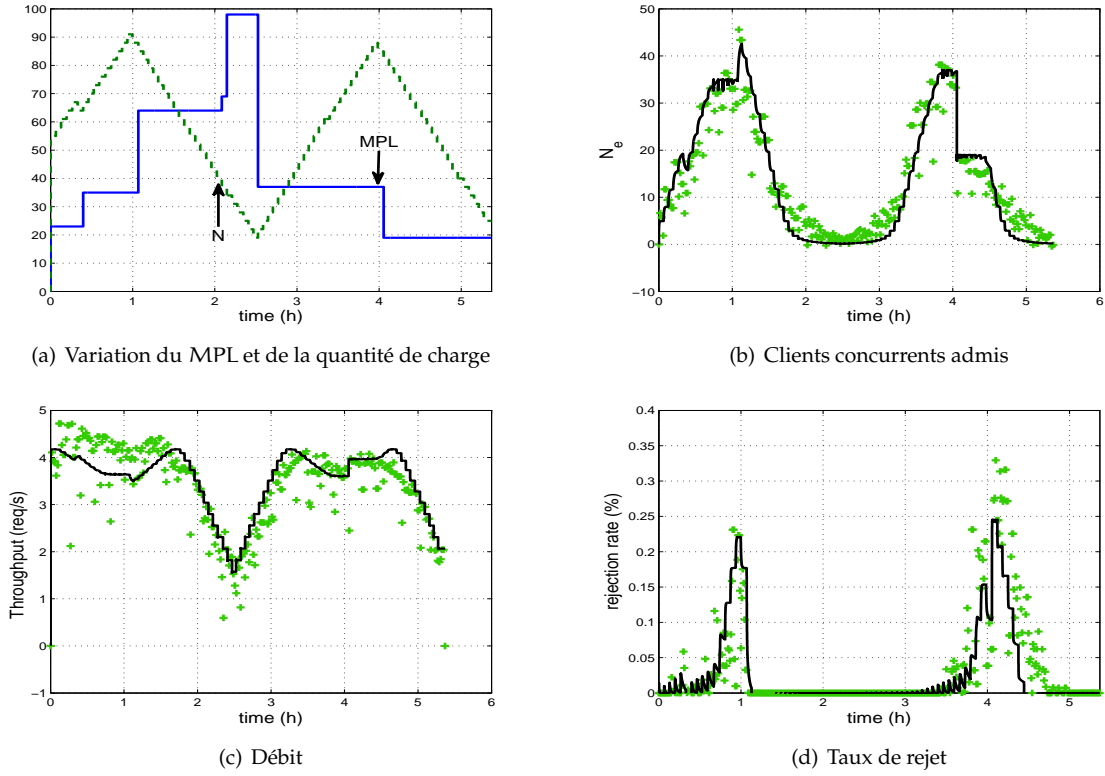 100
90
80
70
60
50
40
30
20
10
0
MPL
N
0 1 2 3 4 5
time (h)
(a) Variation du MPL et de la quantité de charge
50
40
30
20
10
0
−10
N_e
0 1 2 3 4 5 6
time (h)
(b) Clients concurrents admis
5
4
3
2
1
0
−1
Throughput (req/s)
0 1 2 3 4 5 6
time (h)
(c) Débit
0.4
0.35
0.3
0.25
0.2
0.15
0.1
0.05
0
rejection rate (%)
0 1 2 3 4 5
time (h)
(d) Taux de rejet